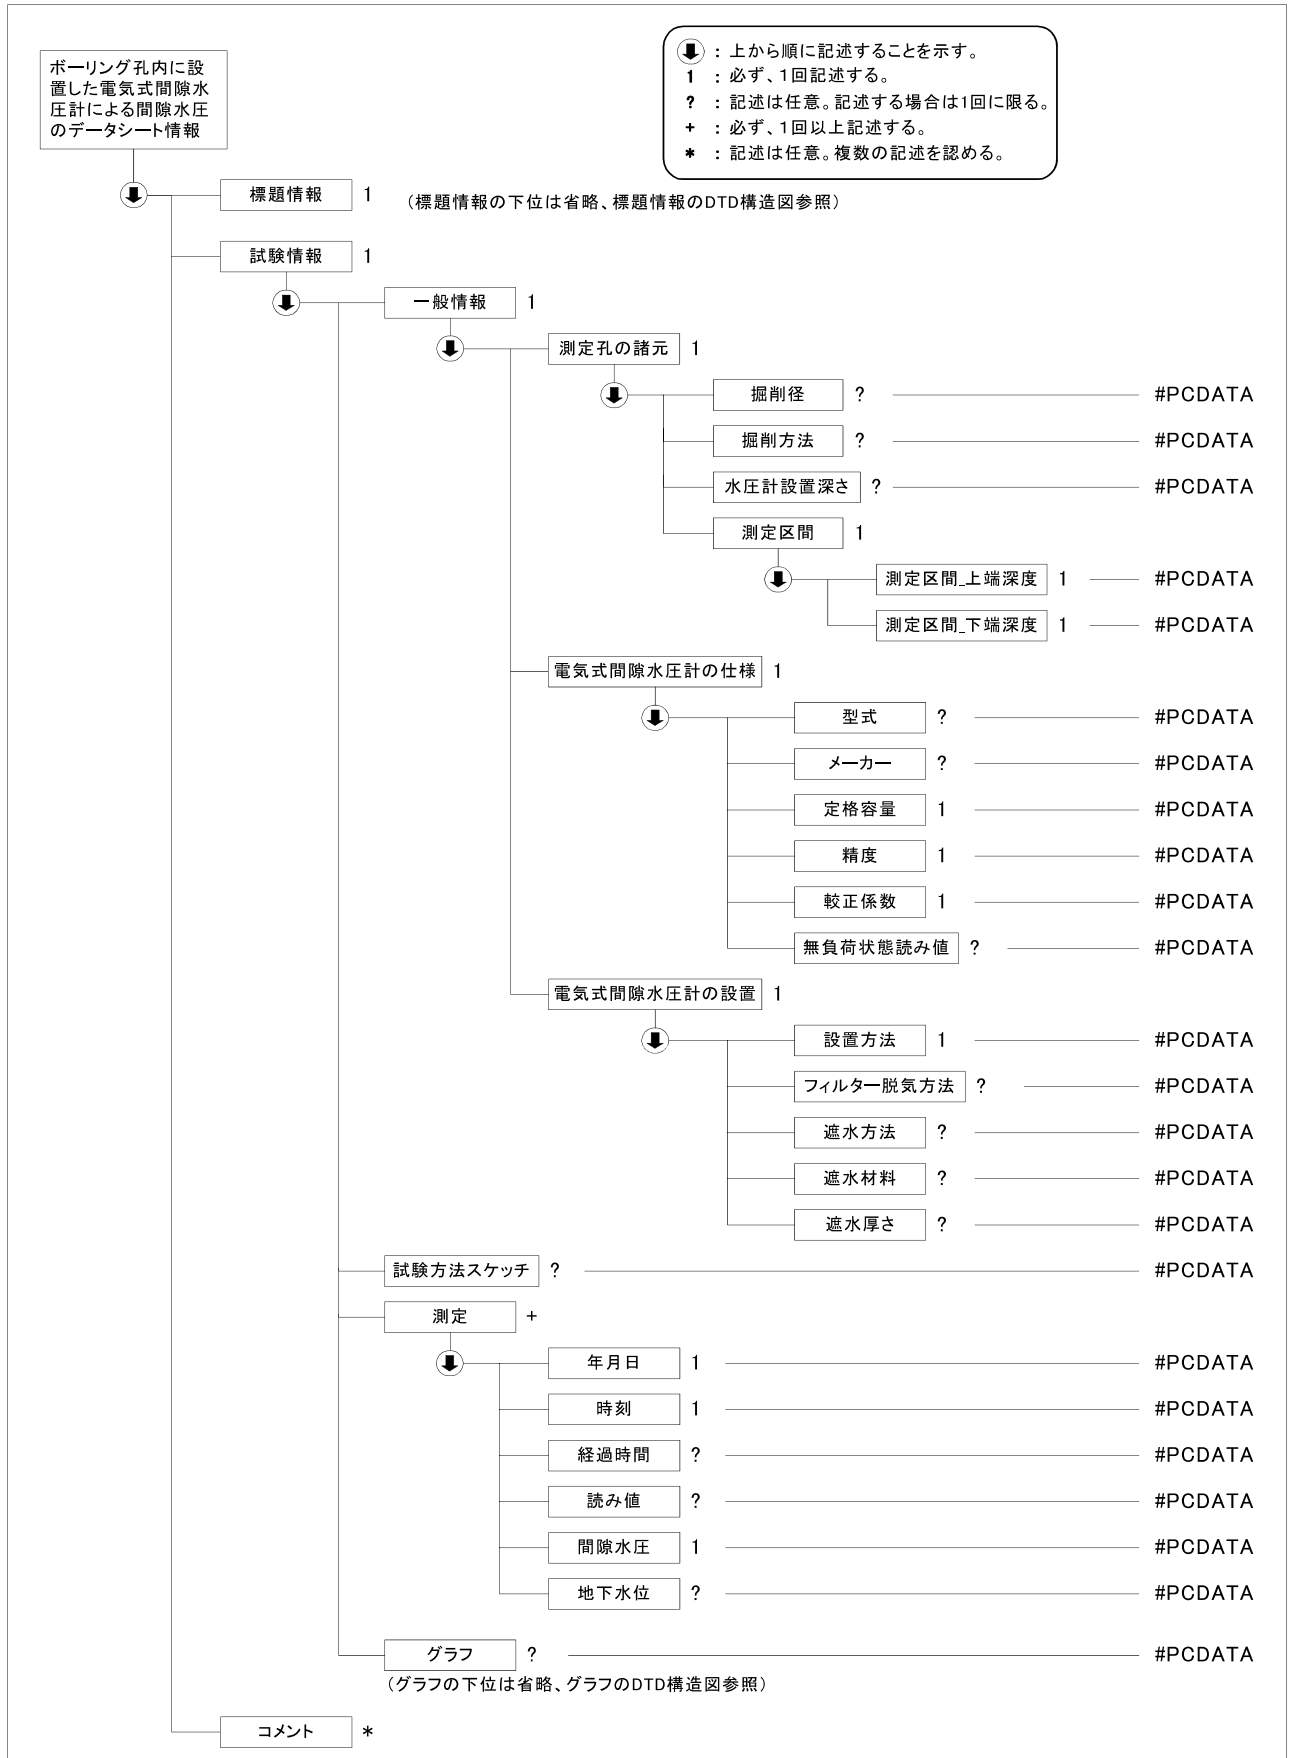 ボーリング孔内に設
置した電気式間隙水
圧計による間隙水圧
のデータシート情報
：上から順に記述することを示す。
1 ：必ず、1回記述する。
? ：記述は任意。記述する場合は1回に限る。
+ ：必ず、1回以上記述する。
* ：記述は任意。複数の記述を認める。
標題情報 1 （標題情報の下位は省略、標題情報のDTD構造図参照）
試験情報 1
一般情報 1
測定孔の諸元 1
掘削径 ? #PCDATA
掘削方法 ? #PCDATA
水圧計設置深さ ? #PCDATA
測定区間 1
測定区間_上端深度 1 #PCDATA
測定区間_下端深度 1 #PCDATA
電気式間隙水圧計の仕様 1
型式 ? #PCDATA
メーカー ? #PCDATA
定格容量 1 #PCDATA
精度 1 #PCDATA
較正係数 1 #PCDATA
無負荷状態読み値 ? #PCDATA
電気式間隙水圧計の設置 1
設置方法 1 #PCDATA
フィルター脱気方法 ? #PCDATA
遮水方法 ? #PCDATA
遮水材料 ? #PCDATA
遮水厚さ ? #PCDATA
試験方法スケッチ ? #PCDATA
測定 +
年月日 1 #PCDATA
時刻 1 #PCDATA
経過時間 ? #PCDATA
読み値 ? #PCDATA
間隙水圧 1 #PCDATA
地下水位 ? #PCDATA
グラフ ? #PCDATA
（グラフの下位は省略、グラフのDTD構造図参照）
コメント *